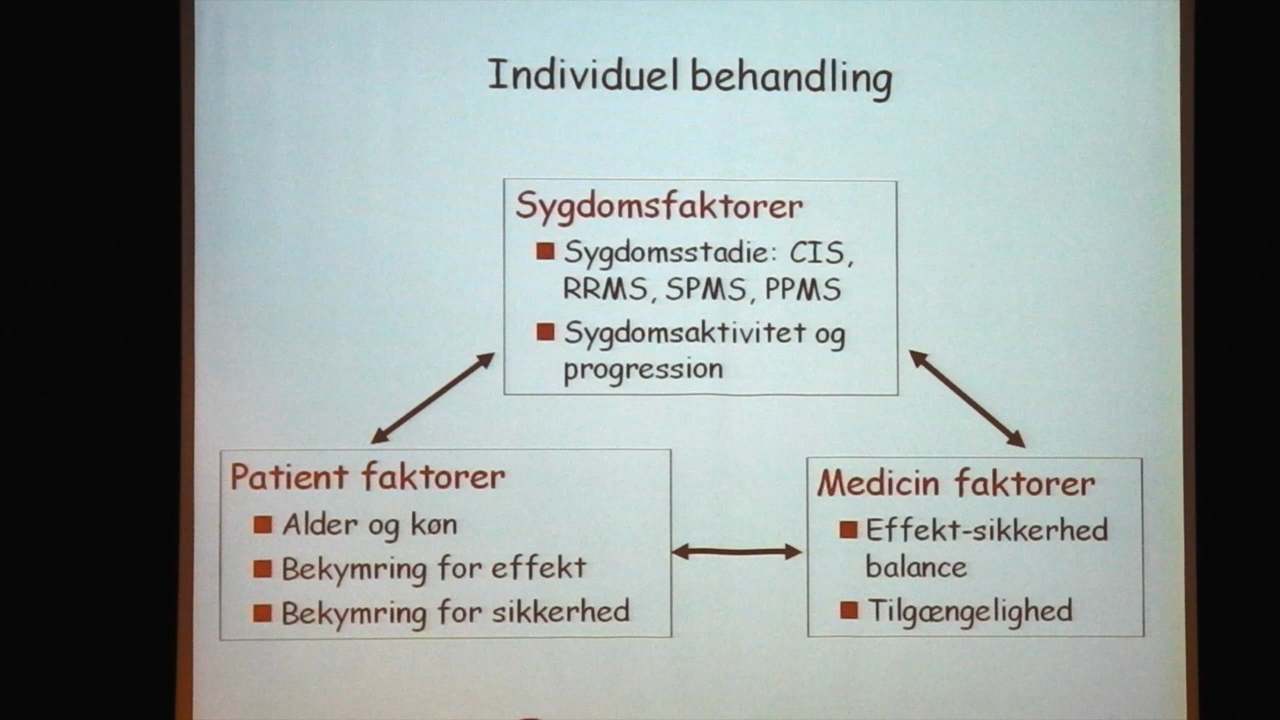 Individuel behandling
Sygdomsfaktorer
Sygdomsstadie: CIS,
RRMS, SPMS, PPMS
Sygdomsaktivitet og
progression
Patient faktorer
Alder og køn
Bekymring for effekt
Bekymring for sikkerhed
Medicin faktorer
Effekt-sikkerhed
balance
Tilgængelighed